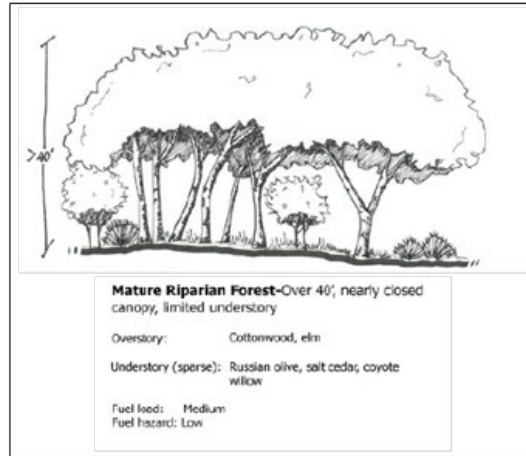 >40'
Mature Riparian Forest-Over 40', nearly closed
canopy, limited understory
Overstory: Cottonwood, elm
Understory (sparse): Russian olive, salt cedar, coyote
willow
Fuel load: Medium
Fuel hazard: Low